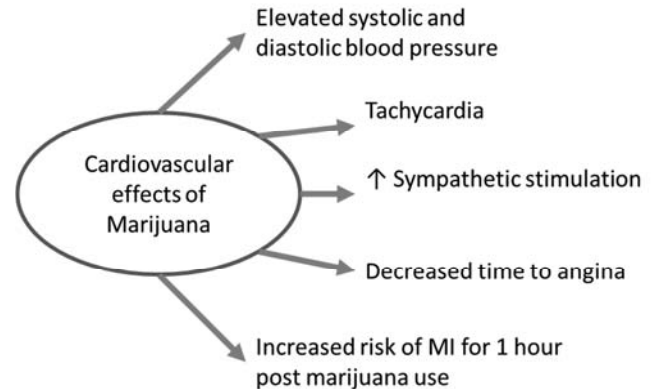 Elevated systolic and
diastolic blood pressure
Tachycardia
Cardiovascular
effects of
Marijuana
↑ Sympathetic stimulation
Decreased time to angina
Increased risk of MI for 1 hour
post marijuana use